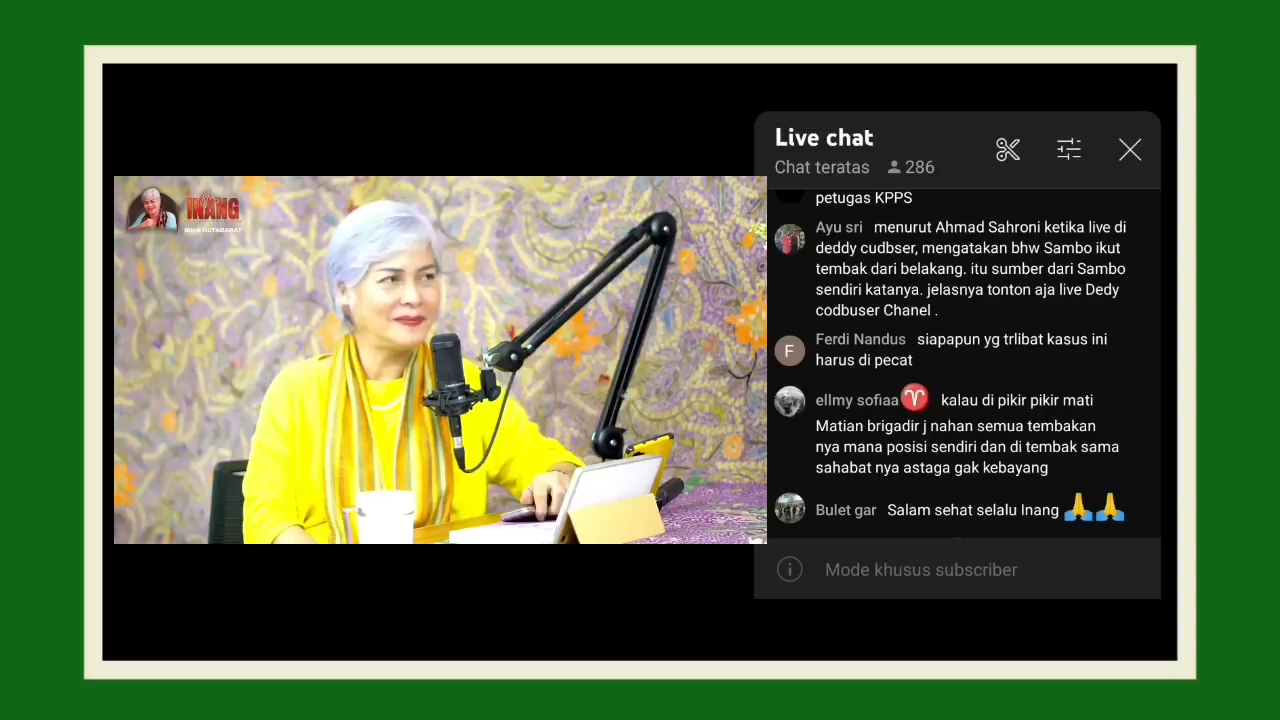 INANG
IRMA HUTABARAT
Live chat
Chat teratas 286
petugas KPPS
Ayu sri menurut Ahmad Sahroni ketika live di
deddy cudbser, mengatakan bhw Sambo ikut
tembak dari belakang. itu sumber dari Sambo
sendiri katanya. jelasnya tonton aja live Dedy
codbuser Chanel .
F
Ferdi Nandus siapapun yg trlibat kasus ini
harus di pecat
ellmy sofiaa kalau di pikir pikir mati
Matian brigadir j nahan semua tembakan
nya mana posisi sendiri dan di tembak sama
sahabat nya astaga gak kebayang
Bulet gar Salam sehat selalu Inang 🙏🙏
Mode khusus subscriber